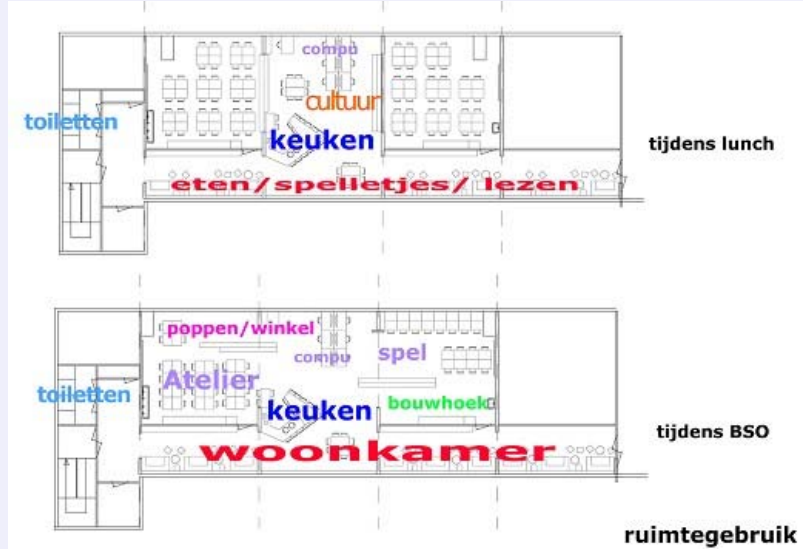 compu
cultuur
toiletten
keuken
tijdens lunch
eten/spelletjes/ lezen
poppen/winkel
compu
spel
Atelier
toiletten
bouwhoek
keuken
tijdens BSO
woonkamer
ruimtegebruik